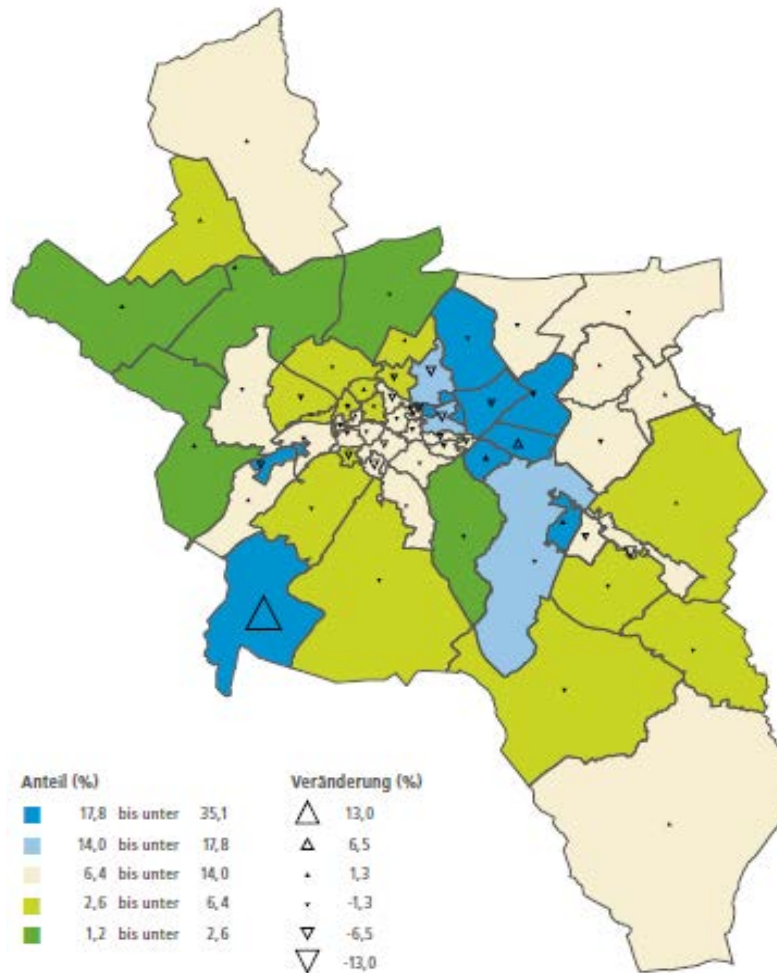 Anteil (%)
17,8 bis unter 35,1
14,0 bis unter 17,8
6,4 bis unter 14,0
2,6 bis unter 6,4
1,2 bis unter 2,6
Veränderung (%)
13,0
6,5
1,3
-1,3
-6,5
-13,0